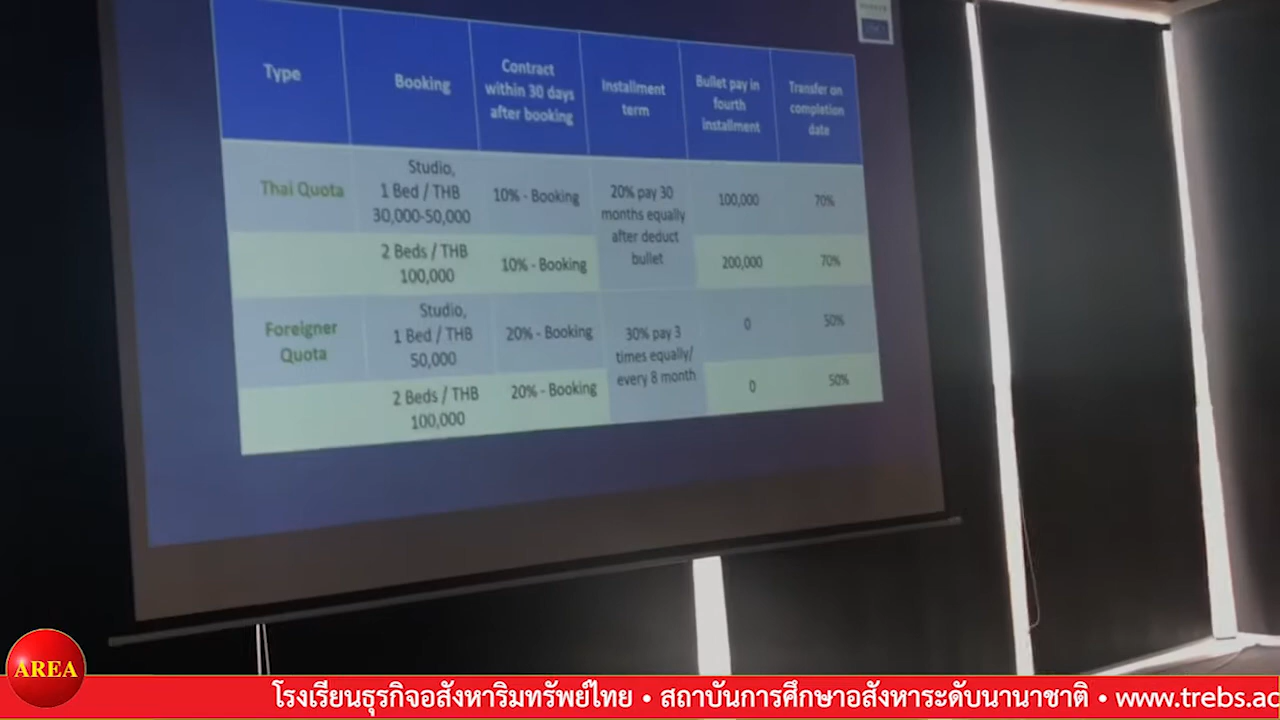 Type
Booking
Contract
within 30 days
after booking
Installment
term
Bullet pay in
fourth
installment
Transfer on
completion
date
Thai Quota
Studio,
1 Bed / THB
30,000-50,000
10% - Booking
20% pay 30
months equally
after deduct
bullet
100,000
70%
2 Beds / THB
100,000
10% - Booking
200,000
70%
Foreigner
Quota
Studio,
1 Bed / THB
50,000
20% - Booking
30% pay 3
times equally/
every 8 month
0
50%
2 Beds / THB
100,000
20% - Booking
0
50%
AREA
โรงเรียนธุรกิจอสังหาริมทรัพย์ไทย • สถาบันการศึกษาอสังหาระดับนานาชาติ • www.trebs.ac